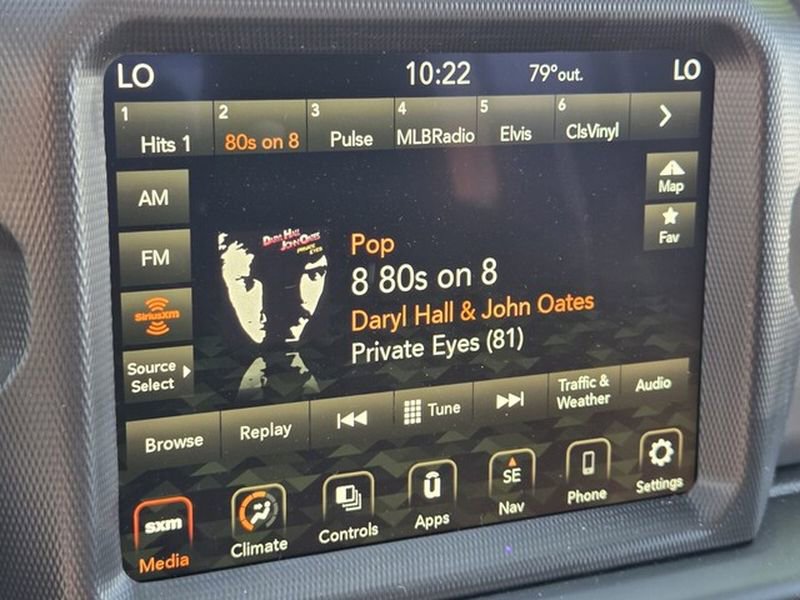 LO 10:22 79°out. LO
1 Hits 1
2 80s on 8
3 Pulse
4 MLBRadio
5 Elvis
6 ClsVinyl
AM
FM
SiriusXM
Source
Select
Map
Fav
DARYL HALL
JOHN OATES
PRIVATE
EYES
Pop
8 80s on 8
Daryl Hall & John Oates
Private Eyes (81)
Browse
Replay
Tune
Traffic &
Weather
Audio
sxm
Media
Climate
Controls
ū
Apps
SE
Nav
Phone
Settings